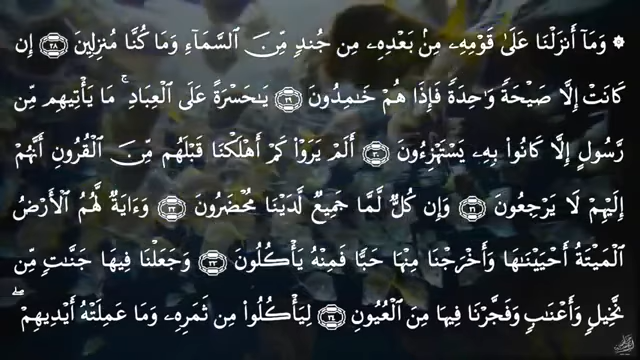 ۞ وَمَآ أَنزَلْنَا عَلَىٰ قَوْمِهِۦ مِنۢ بَعْدِهِۦ مِن جُندٍ مِّنَ ٱلسَّمَآءِ وَمَا كُنَّا مُنزِلِينَ ٢٨ إِن
كَانَتْ إِلَّا صَيْحَةً وَٰحِدَةً فَإِذَا هُمْ خَـٰمِدُونَ ٢٩ يَـٰحَسْرَةً عَلَى ٱلْعِبَادِ ۚ مَا يَأْتِيهِم مِّن
رَّسُولٍ إِلَّا كَانُوا۟ بِهِۦ يَسْتَهْزِءُونَ ٣٠ أَلَمْ يَرَوْا۟ كَمْ أَهْلَكْنَا قَبْلَهُم مِّنَ ٱلْقُرُونِ أَنَّهُمْ
إِلَيْهِمْ لَا يَرْجِعُونَ ٣١ وَإِن كُلٌّ لَّمَّا جَمِيعٌ لَّدَيْنَا مُحْضَرُونَ ٣٢ وَءَايَةٌ لَّهُمُ ٱلْأَرْضُ
ٱلْمَيْتَةُ أَحْيَيْنَـٰهَا وَأَخْرَجْنَا مِنْهَا حَبًّا فَمِنْهُ يَأْكُلُونَ ٣٣ وَجَعَلْنَا فِيهَا جَنَّـٰتٍ مِّن
نَّخِيلٍ وَأَعْنَـٰبٍ وَفَجَّرْنَا فِيهَا مِنَ ٱلْعُيُونِ ٣٤ لِيَأْكُلُوا۟ مِن ثَمَرِهِۦ وَمَا عَمِلَتْهُ أَيْدِيهِمْ ۖ